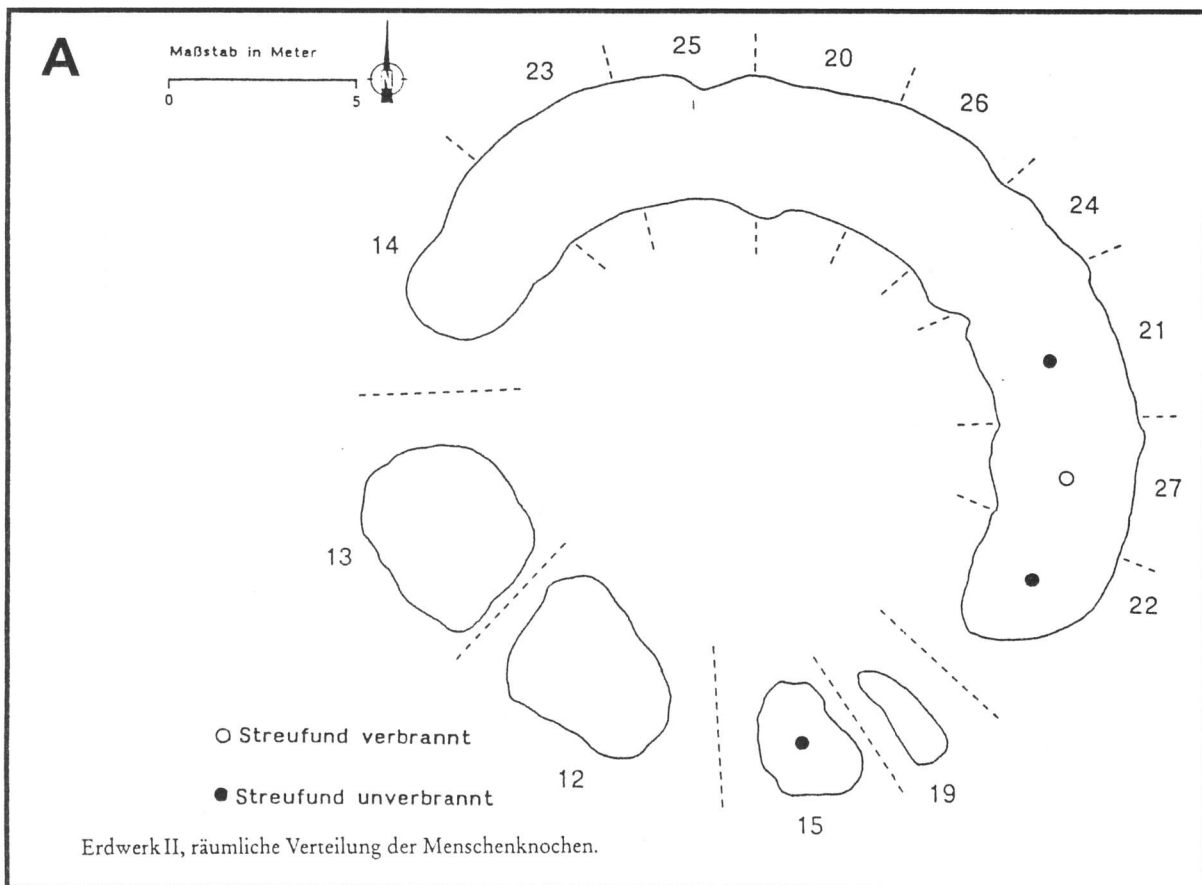 A
Maßstab in Meter
0 5
N
25
20
23
26
24
14
21
27
13
22
12
19
15
Streufund verbrannt
Streufund unverbrannt
Erdwerk II, räumliche Verteilung der Menschenknochen.